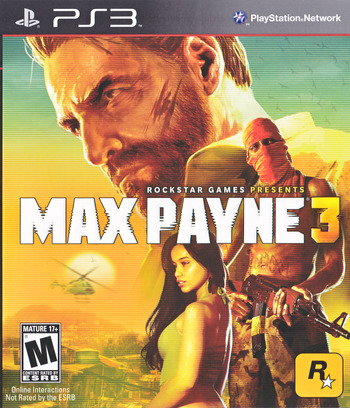 PS3
PlayStation®Network
ROCKSTAR GAMES PRESENTS
MAX PAYNE 3
MATURE 17+
M
®
CONTENT RATED BY
ESRB
Online Interactions
Not Rated by the ESRB
R★